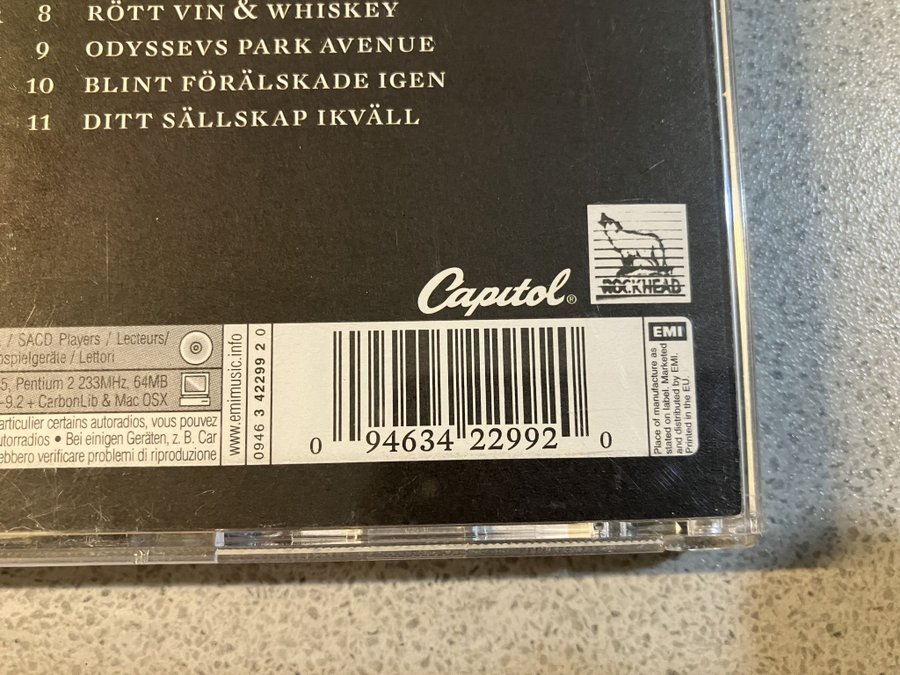 8 RÖTT VIN & WHISKEY
9 ODYSSEVS PARK AVENUE
10 BLINT FÖRÄLSKADE IGEN
11 DITT SÄLLSKAP IKVÄLL
Capitol®
ROCKHEAD
/ SACD Players / Lecteurs/
spielgeräte / Lettori
5, Pentium 2 233MHz, 64MB
-9.2 + CarbonLib & Mac OSX
articulier certains autoradios, vous pouvez
utorradios • Bei einigen Geräten, z. B. Car
ebbero verificare problemi di riproduzione
www.emimusic.info
0946 3 42299 2 0
0 94634 22992 0
EMI
Place of manufacture as
stated on label. Marketed
and distributed by EMI.
Printed in the EU.